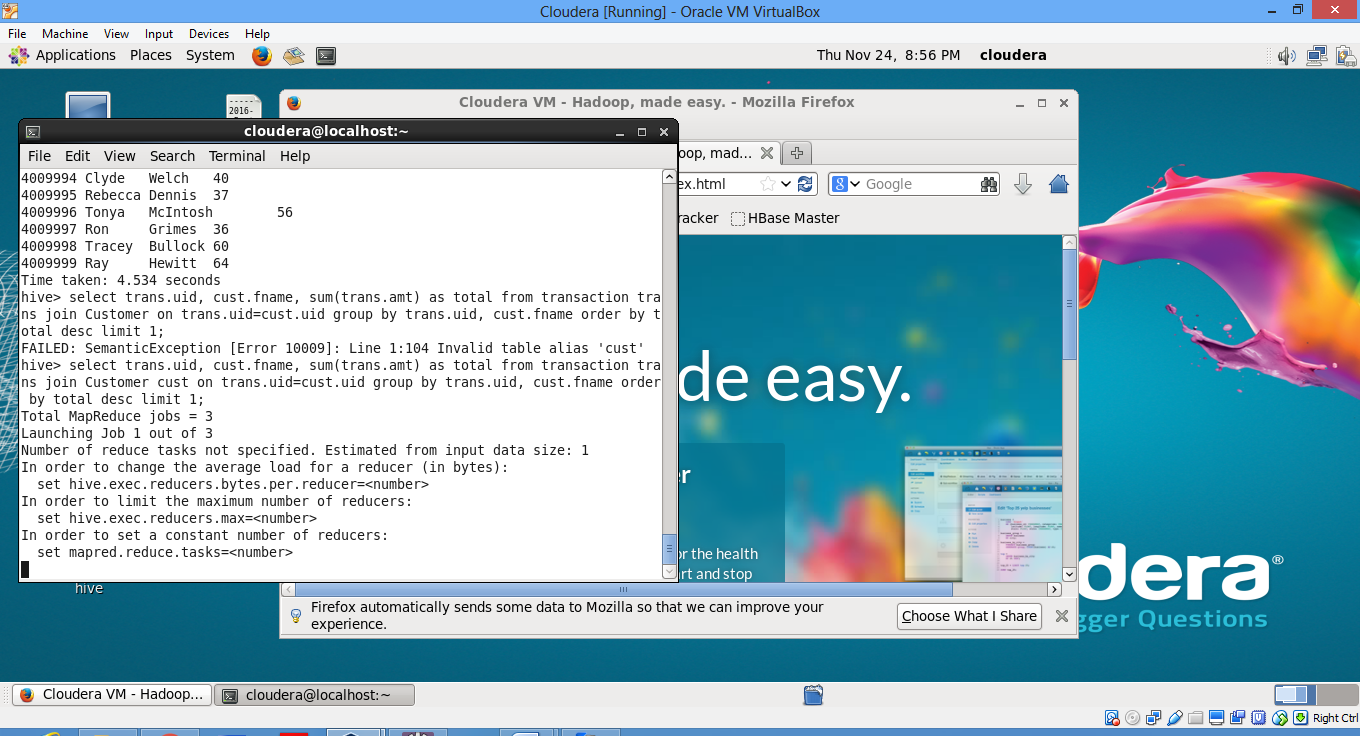 Cloudera [Running] - Oracle VM VirtualBox
File Machine View Input Devices Help
Applications Places System
Thu Nov 24, 8:56 PM cloudera
2016-
Cloudera VM - Hadoop, made easy. - Mozilla Firefox
cloudera@localhost:~
File Edit View Search Terminal Help
oop, mad...
ex.html
Google
racker
HBase Master
4009994 Clyde Welch 40
4009995 Rebecca Dennis 37
4009996 Tonya McIntosh 56
4009997 Ron Grimes 36
4009998 Tracey Bullock 60
4009999 Ray Hewitt 64
Time taken: 4.534 seconds
hive> select trans.uid, cust.fname, sum(trans.amt) as total from transaction tra
ns join Customer on trans.uid=cust.uid group by trans.uid, cust.fname order by t
otal desc limit 1;
FAILED: SemanticException [Error 10009]: Line 1:104 Invalid table alias 'cust'
hive> select trans.uid, cust.fname, sum(trans.amt) as total from transaction tra
ns join Customer cust on trans.uid=cust.uid group by trans.uid, cust.fname order
by total desc limit 1;
Total MapReduce jobs = 3
Launching Job 1 out of 3
Number of reduce tasks not specified. Estimated from input data size: 1
In order to change the average load for a reducer (in bytes):
set hive.exec.reducers.bytes.per.reducer=<number>
In order to limit the maximum number of reducers:
set hive.exec.reducers.max=<number>
In order to set a constant number of reducers:
set mapred.reduce.tasks=<number>
de easy.
er
or the health
art and stop
hive
udera®
gger Questions
Firefox automatically sends some data to Mozilla so that we can improve your
experience.
Choose What I Share
Cloudera VM - Hadoop...
cloudera@localhost:~
Right Ctrl